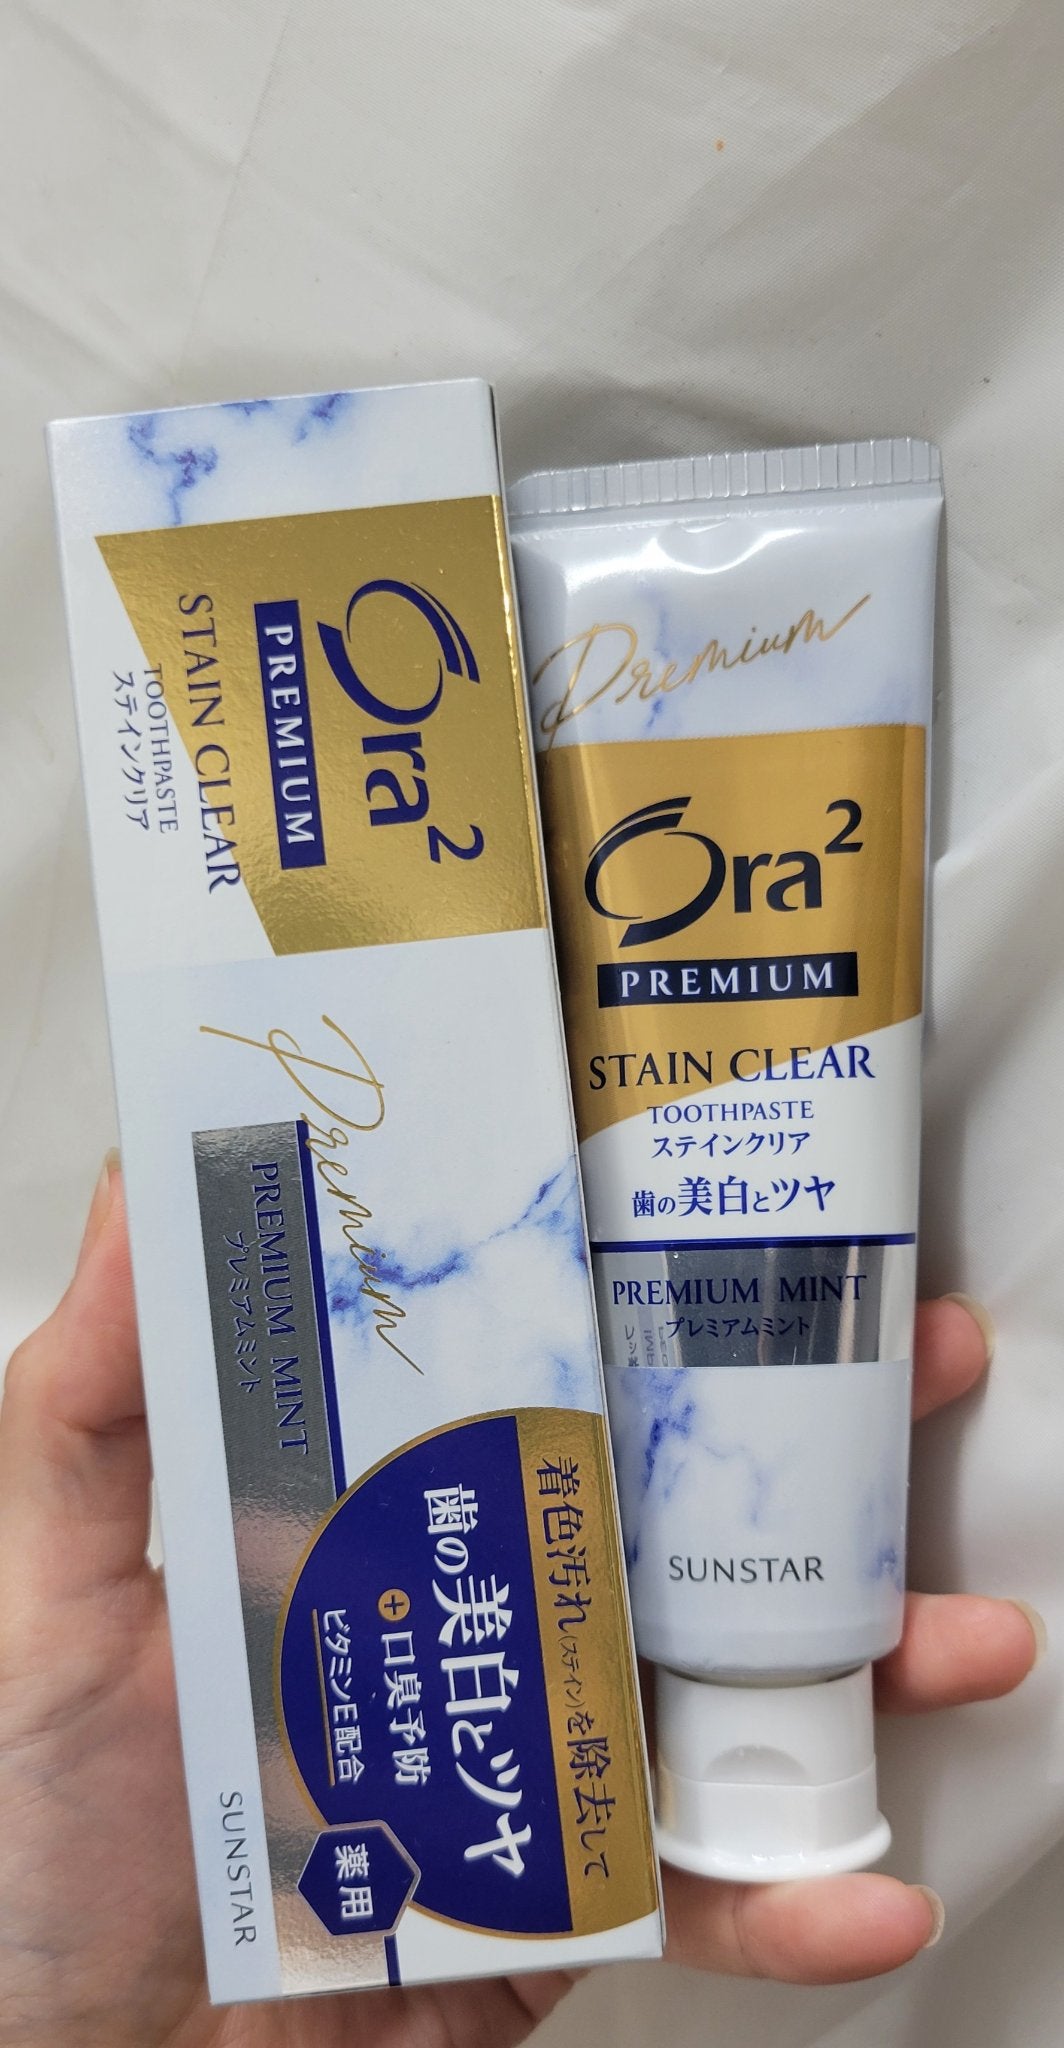 Ora²
PREMIUM
STAIN CLEAR
TOOTHPASTE
ステインクリア
Premium
PREMIUM MINT
プレミアムミント
着色汚れ(ステイン)を除去して
歯の美白とツヤ
+口臭予防
ビタミンE配合
薬用
SUNSTAR
Premium
Ora²
PREMIUM
STAIN CLEAR
TOOTHPASTE
ステインクリア
歯の美白とツヤ
PREMIUM MINT
プレミアムミント
SUNSTAR